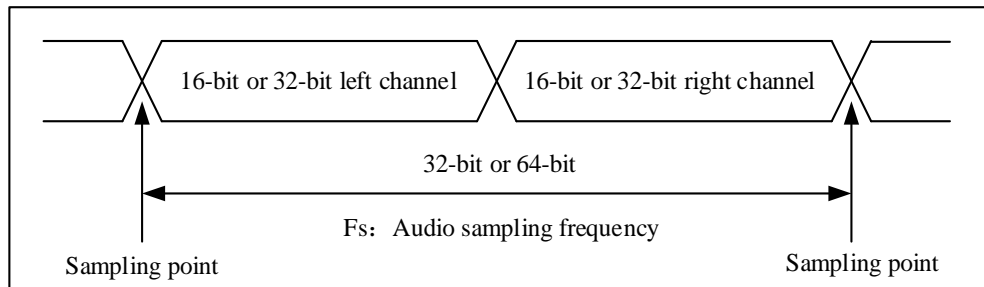 16-bit or 32-bit left channel
16-bit or 32-bit right channel
32-bit or 64-bit
Fs：Audio sampling frequency
Sampling point
Sampling point